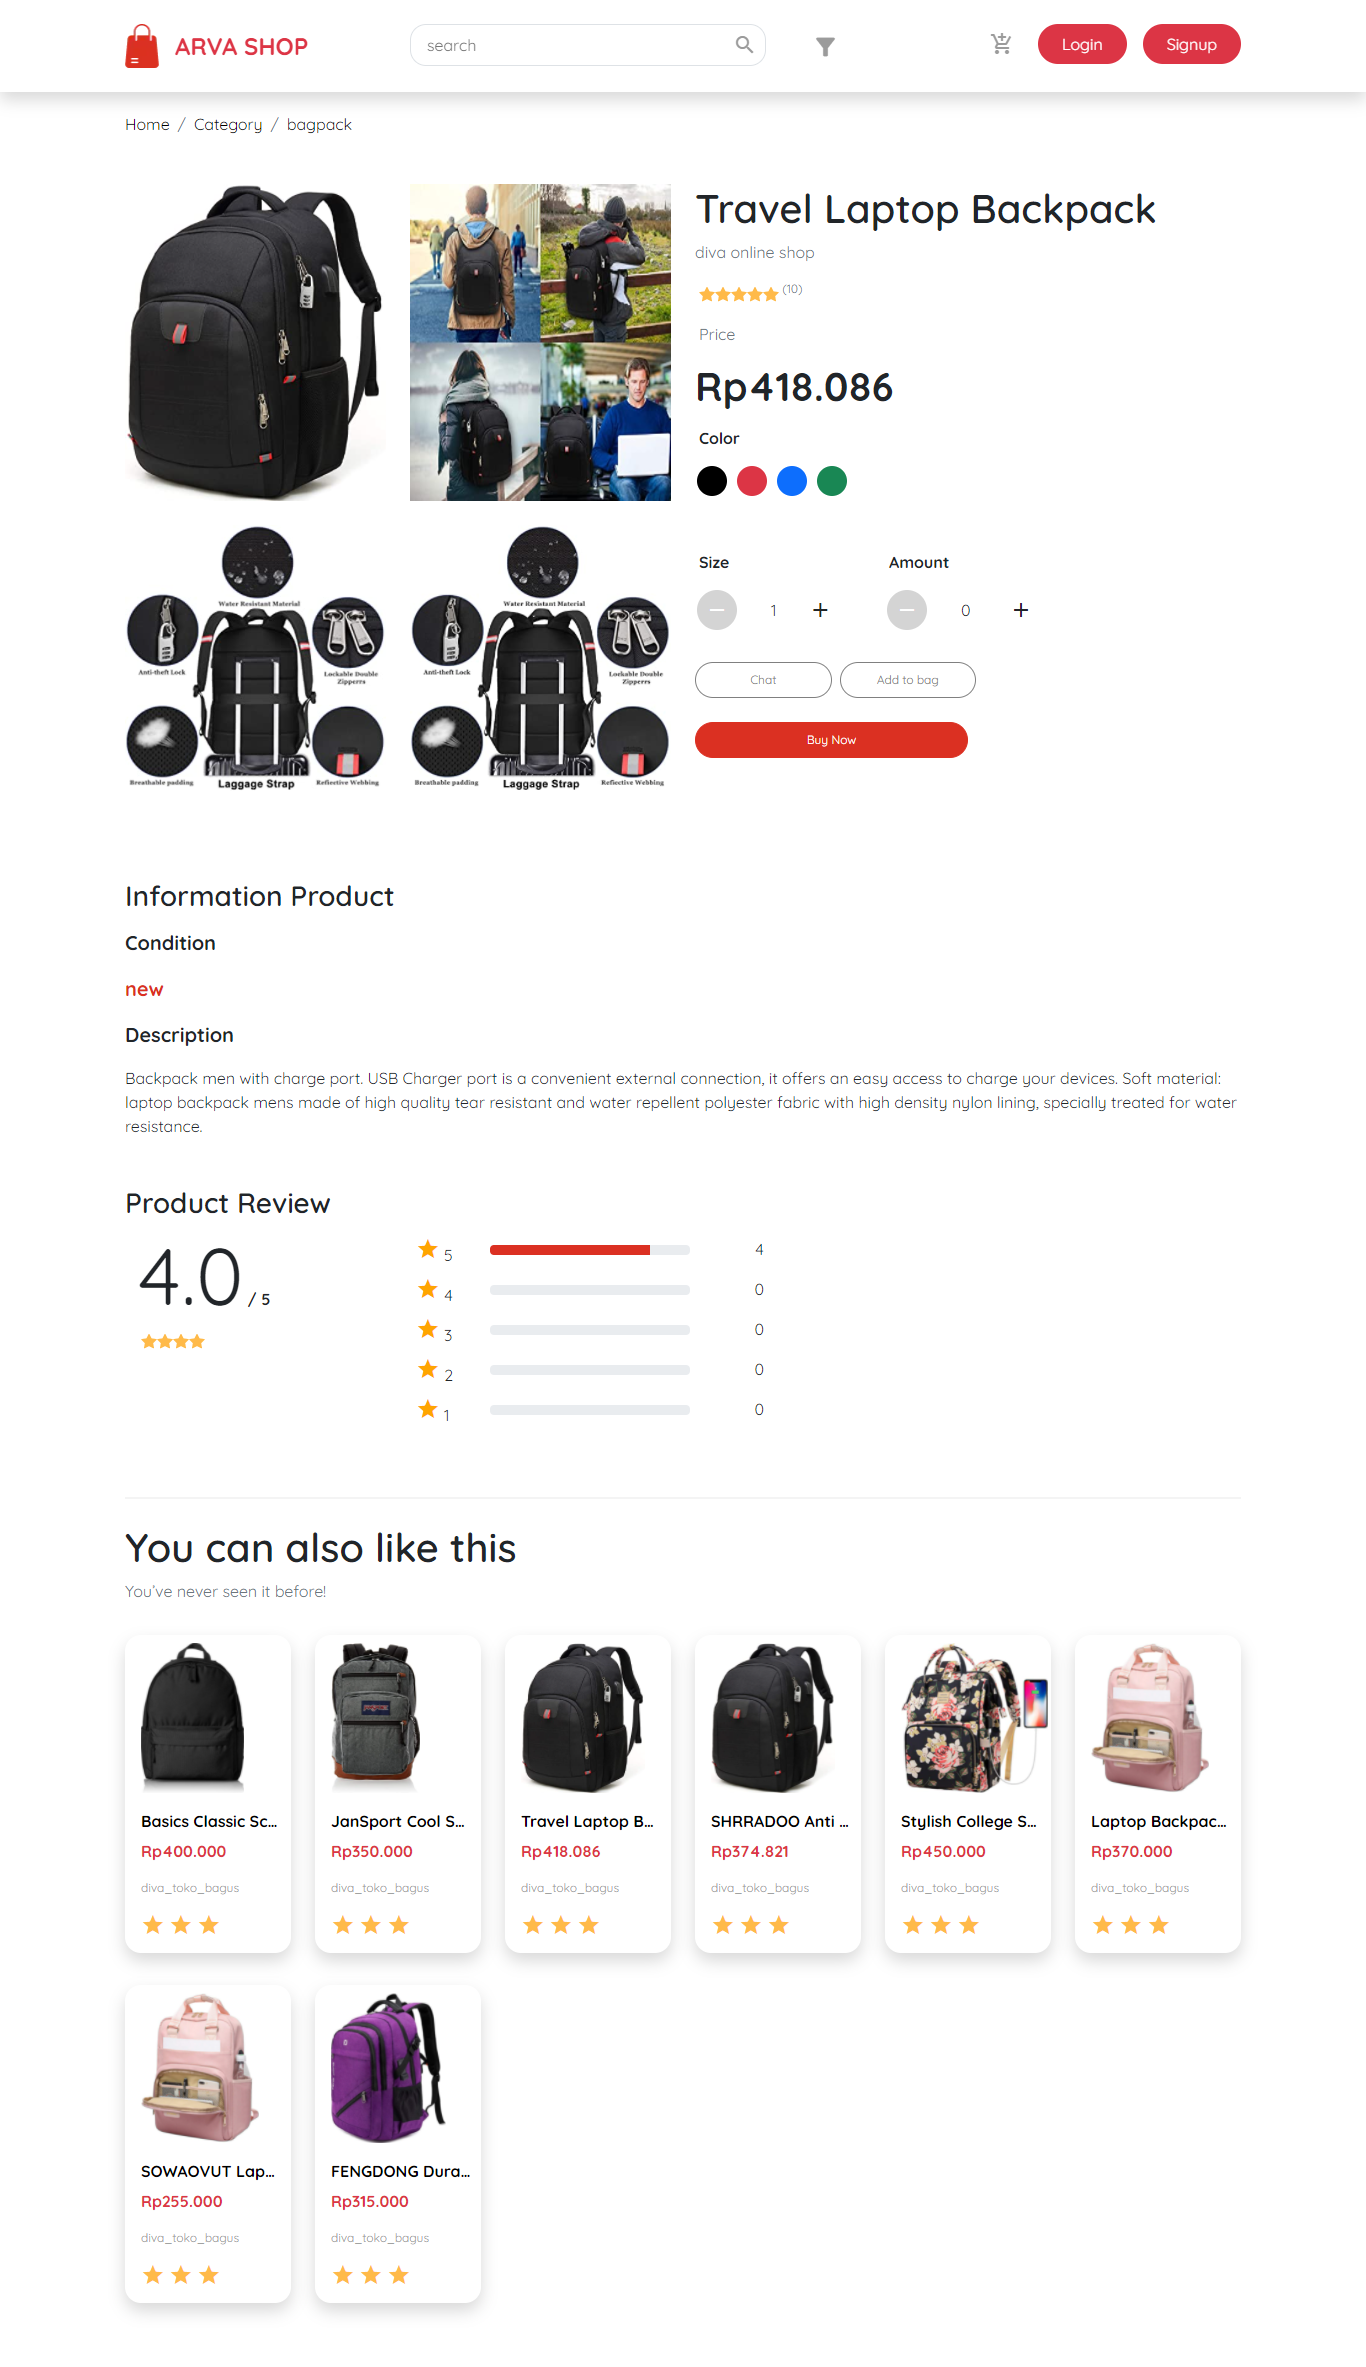 ARVA SHOP
search
Login
Signup
Home / Category / bagpack
Travel Laptop Backpack
diva online shop
(10)
Price
Rp418.086
Color
Size
Amount
1
0
Chat
Add to bag
Buy Now
Water Resistant Material
Anti-theft Lock
Lockable Double
Zipperrs
Breathable padding
Laggage Strap
Reflective Webbing
Water Resistant Material
Anti-theft Lock
Lockable Double
Zipperrs
Breathable padding
Laggage Strap
Reflective Webbing
Information Product
Condition
new
Description
Backpack men with charge port. USB Charger port is a convenient external connection, it offers an easy access to charge your devices. Soft material:
laptop backpack mens made of high quality tear resistant and water repellent polyester fabric with high density nylon lining, specially treated for water
resistance.
Product Review
4.0 / 5
5 4
4 0
3 0
2 0
1 0
You can also like this
You've never seen it before!
Basics Classic Sc...
Rp400.000
diva_toko_bagus
JanSport Cool S...
Rp350.000
diva_toko_bagus
Travel Laptop B...
Rp418.086
diva_toko_bagus
SHRRADOO Anti ...
Rp374.821
diva_toko_bagus
Stylish College S...
Rp450.000
diva_toko_bagus
Laptop Backpac...
Rp370.000
diva_toko_bagus
SOWAOVUT Lap...
Rp255.000
diva_toko_bagus
FENGDONG Dura...
Rp315.000
diva_toko_bagus